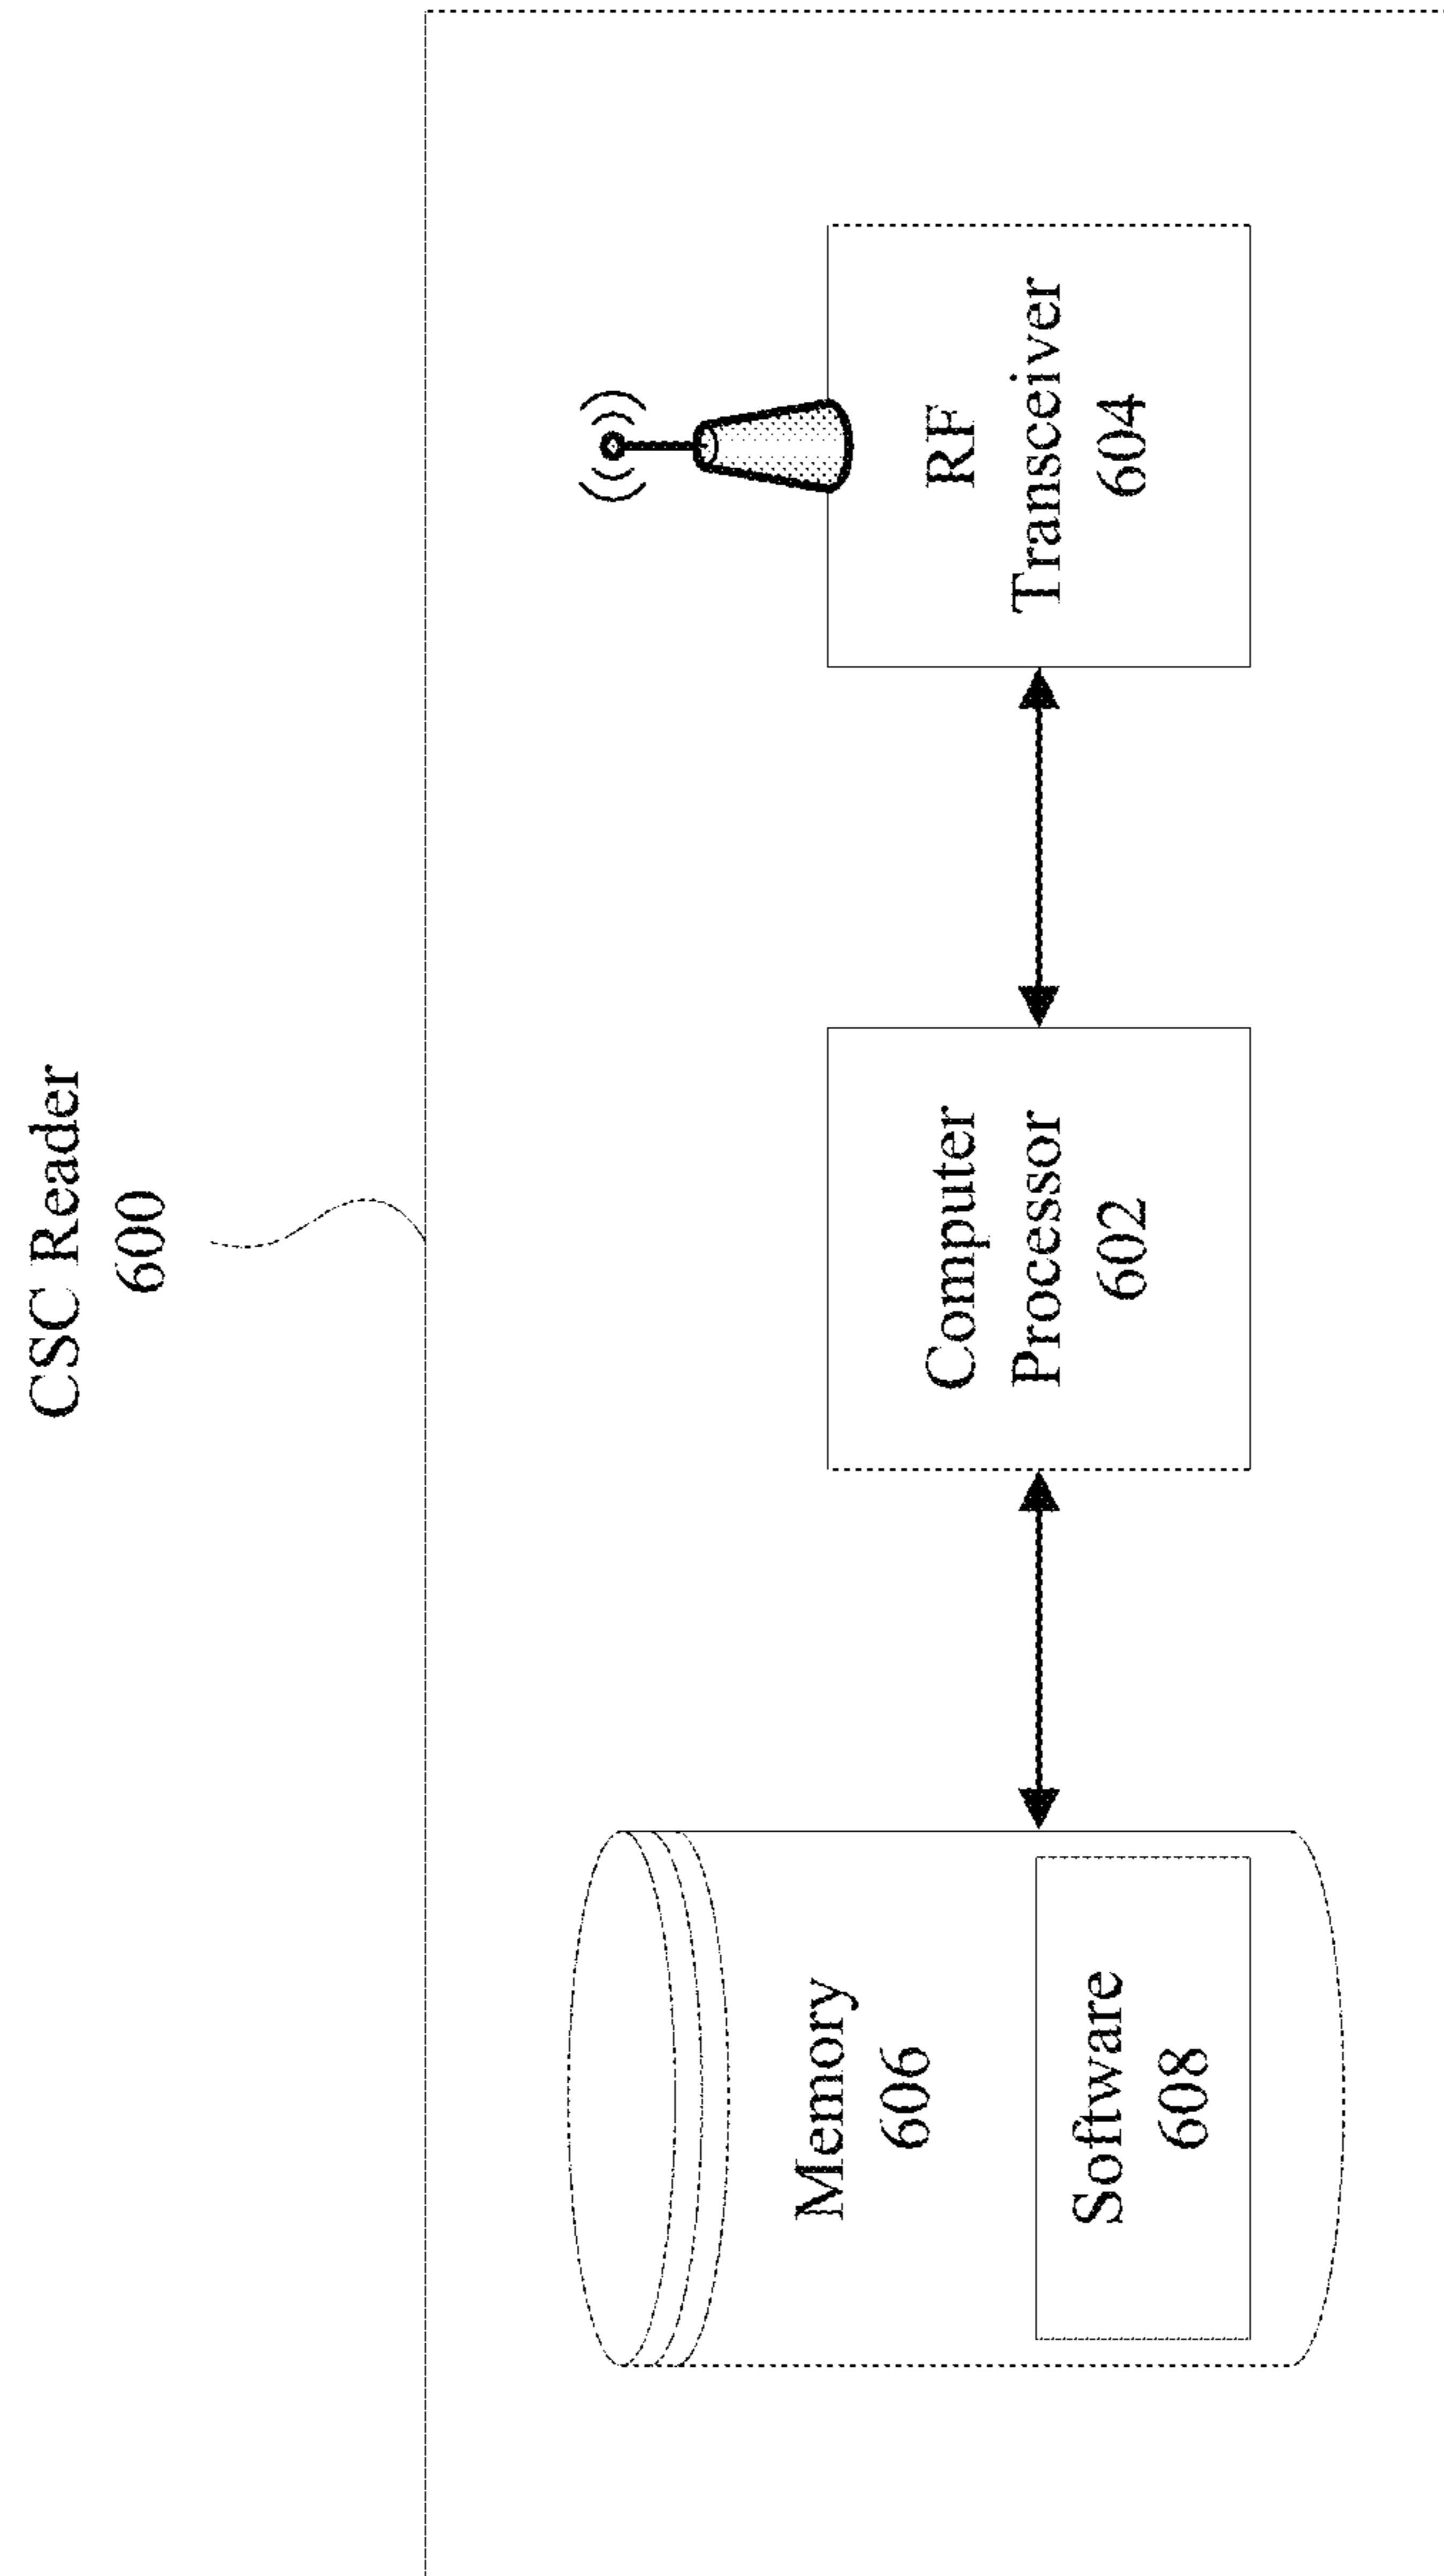 CSC Reader
600
Memory
606
Software
608
Computer
Processor
602
RF
Transceiver
604